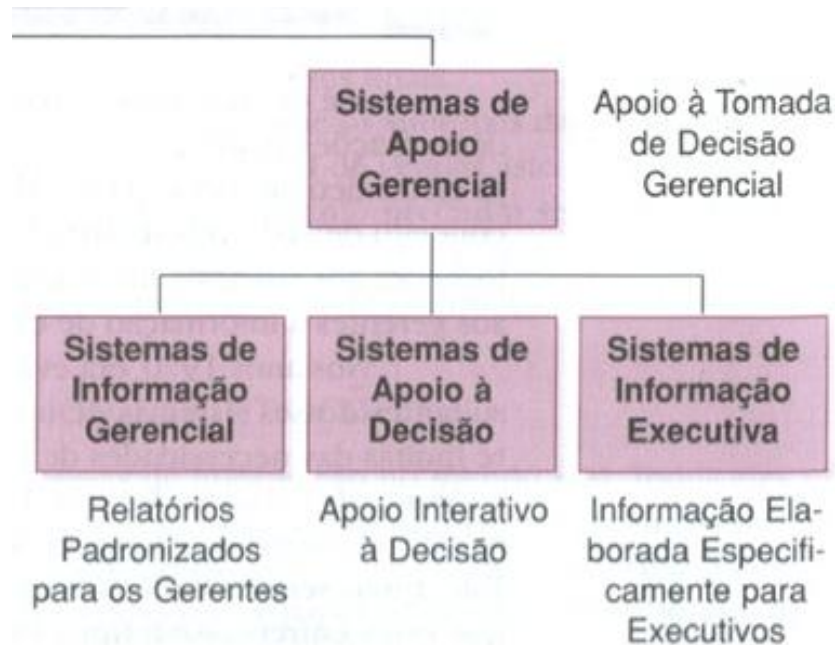 Sistemas de
Apoio
Gerencial
Apoio à Tomada
de Decisão
Gerencial
Sistemas de
Informação
Gerencial
Sistemas de
Apoio à
Decisão
Sistemas de
Informação
Executiva
Relatórios
Padronizados
para os Gerentes
Apoio Interativo
à Decisão
Informação Ela-
borada Especifi-
camente para
Executivos